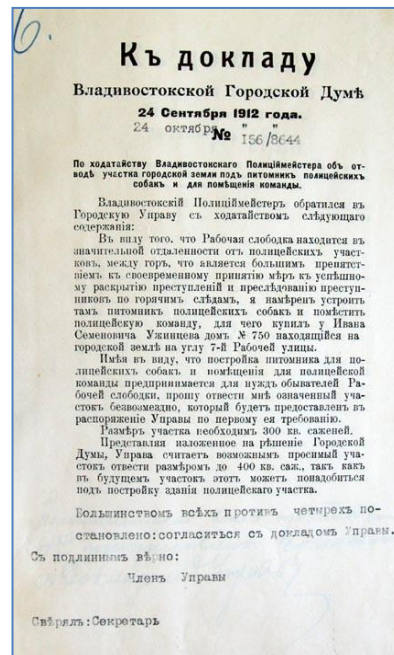 6.
Къ докладу
Владивостокской Городской Думѣ
24 Сентября 1912 года.
24 октября " "
№ 156/8644
По ходатайству Владивостокскаго Полиціймейстера объ от-
водѣ участка городской земли подъ питомникъ полицейскихъ
собакъ и для помѣщенія команды.
Владивостокскій Полиціймейстеръ обратился въ
Городскую Управу съ ходатайствомъ слѣдующаго
содержанія:
Въ виду того, что Рабочая слободка находится въ
значительной отдаленности отъ полицейскихъ участ-
ковъ, между горъ, что является большимъ препятст-
віемъ къ своевременному принятію мѣръ къ успѣшно-
му раскрытію преступленій и преслѣдованію преступ-
никовъ по горячимъ слѣдамъ, я намѣренъ устроить
тамъ питомникъ полицейскихъ собакъ и помѣстить
полицейскую команду, для чего купилъ у Ивана
Семеновича Ужинцева домъ № 750 находящійся на
городской землѣ на углу 7-й Рабочей улицы.
Имѣя въ виду, что постройка питомника для по-
лицейскихъ собакъ и помѣщенія для полицейской
команды предпринимается для нуждъ обывателей Ра-
бочей слободки, прошу отвести мнѣ означенный уча-
стокъ безвозмездно, который будетъ предоставленъ въ
распоряженіе Управы по первому ея требованію.
Размѣръ участка необходимъ 300 кв. саженей.
Представляя изложенное на рѣшеніе Городской
Думы, Управа считаетъ возможнымъ просимый уча-
стокъ отвести размѣромъ до 400 кв. саж., такъ какъ
въ будущемъ участокъ этотъ можетъ понадобиться
подъ постройку зданія полицейскаго участка.
Большинствомъ всѣхъ противъ четырехъ по-
становлено:согласиться съ докладомъ Управы.
Съ подлиннымъ вѣрно:
Членъ Управы
Свѣрялъ:Секретарь